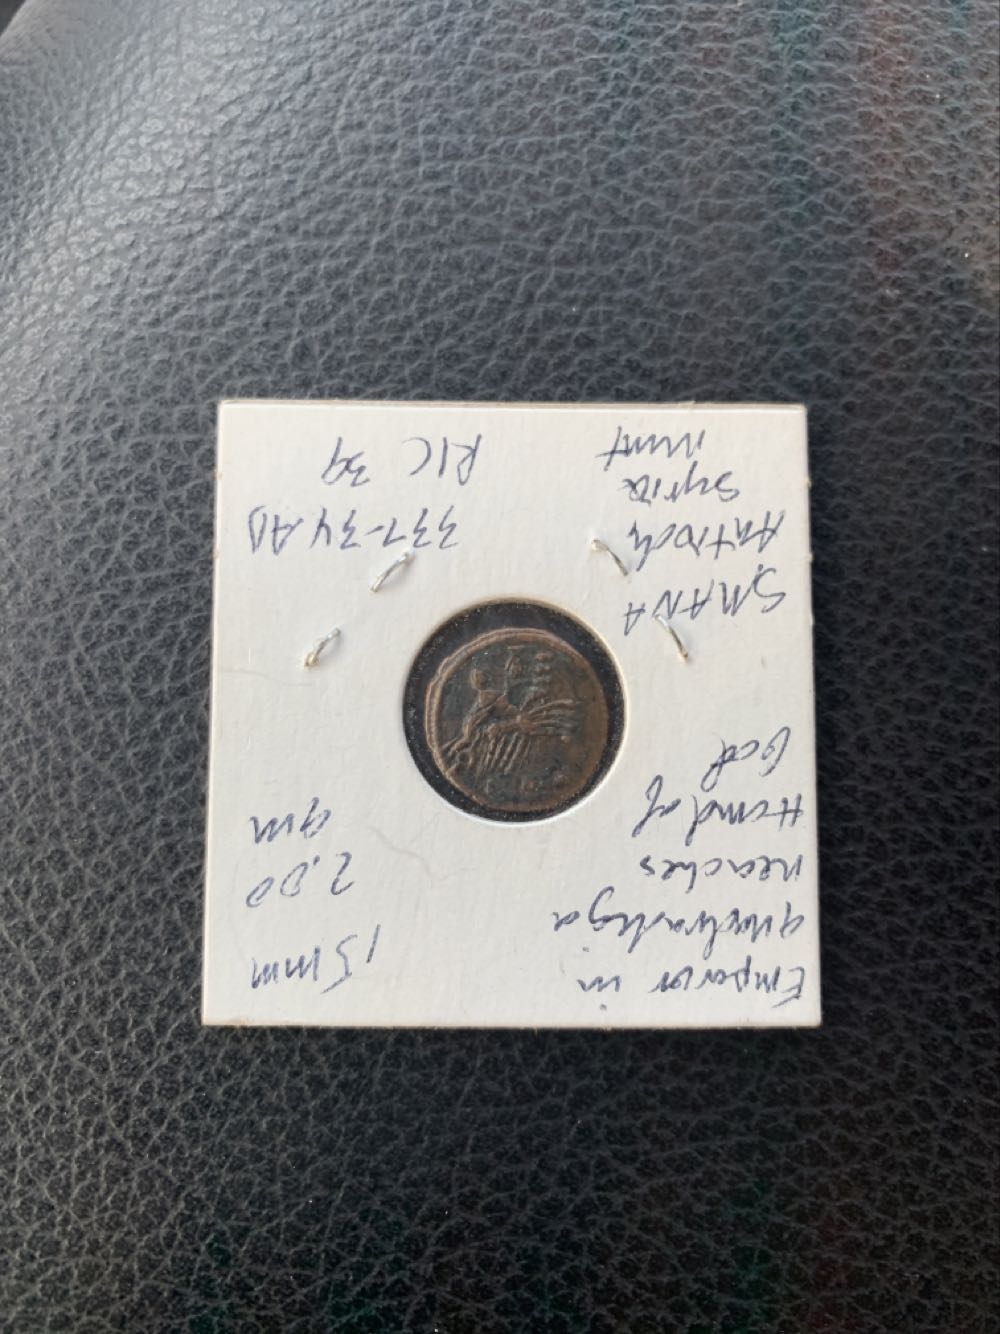 Emperor in
quadradiga
reaches
Hand of
God
15mm
2.00
gm
SMANA
Antioch
Syria
mint
337-34 AD
RIC 39